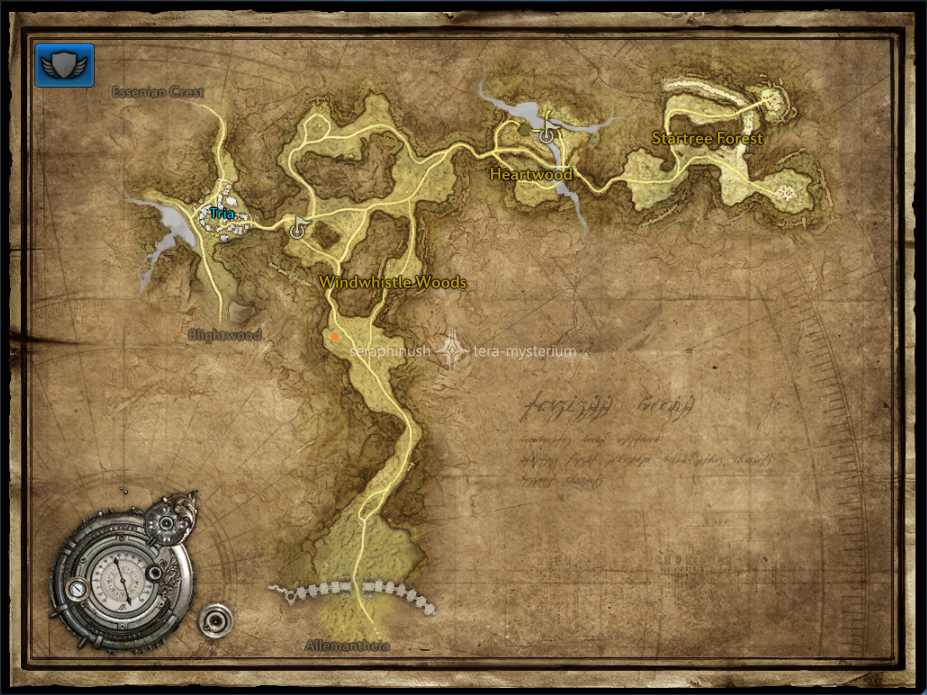 Essenian Crest
Startree Forest
Heartwood
Tria
Windwhistle Woods
Blightwood
seraphinush tera-mysterium
Allemantheia